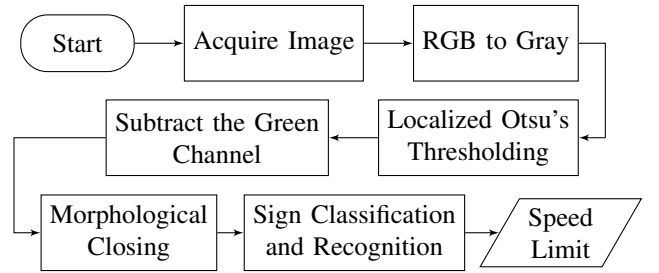 Start
Acquire Image
RGB to Gray
Localized Otsu's
Thresholding
Subtract the Green
Channel
Morphological
Closing
Sign Classification
and Recognition
Speed
Limit